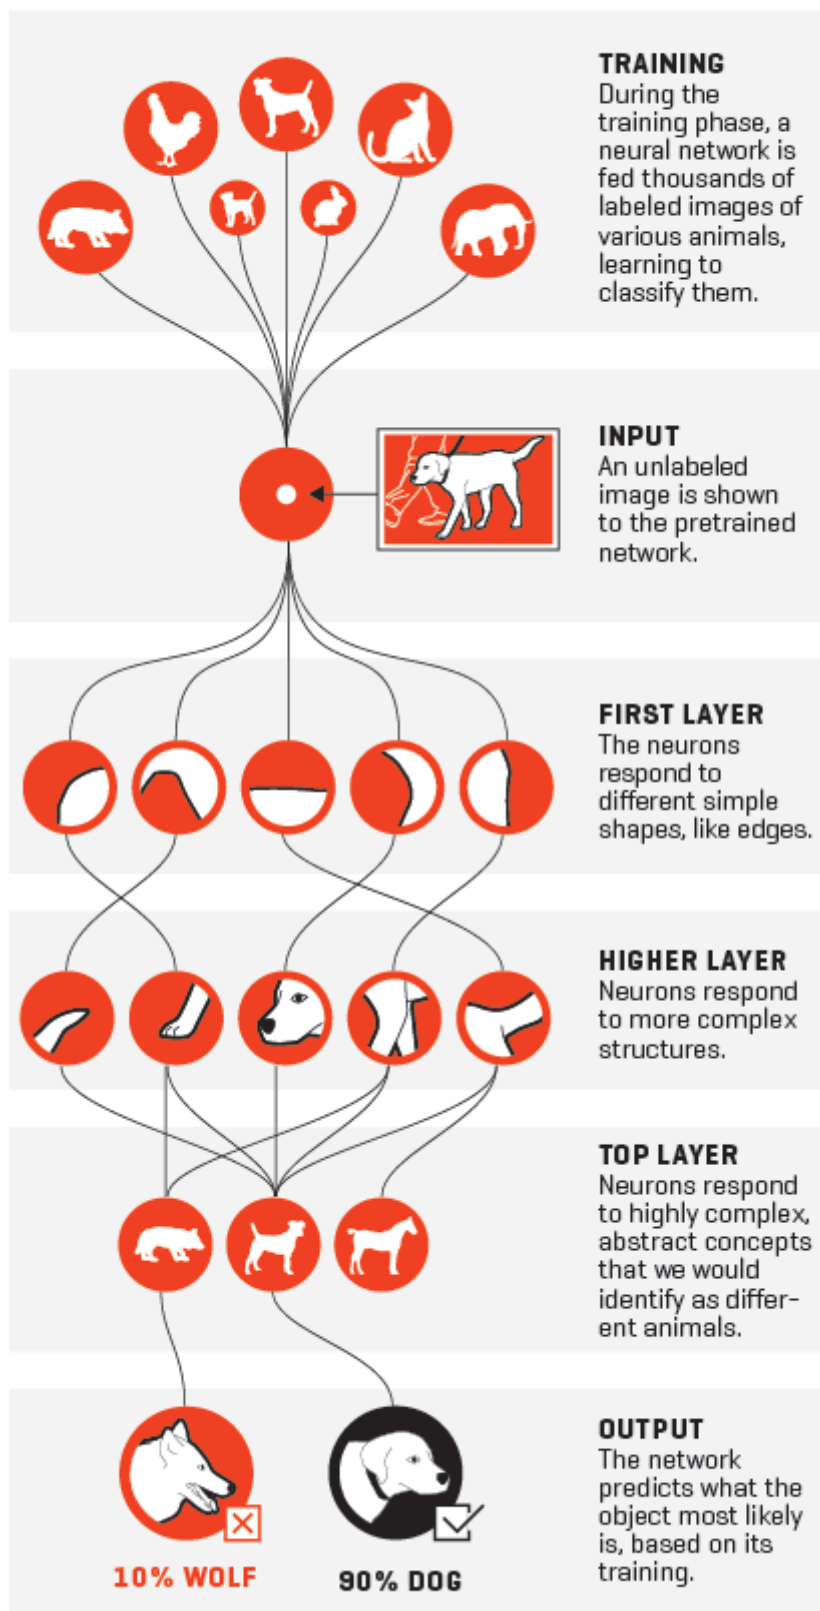 TRAINING
During the
training phase, a
neural network is
fed thousands of
labeled images of
various animals,
learning to
classify them.
INPUT
An unlabeled
image is shown
to the pretrained
network.
FIRST LAYER
The neurons
respond to
different simple
shapes, like edges.
HIGHER LAYER
Neurons respond
to more complex
structures.
TOP LAYER
Neurons respond
to highly complex,
abstract concepts
that we would
identify as differ-
ent animals.
OUTPUT
The network
predicts what the
object most likely
is, based on its
training.
10% WOLF
90% DOG